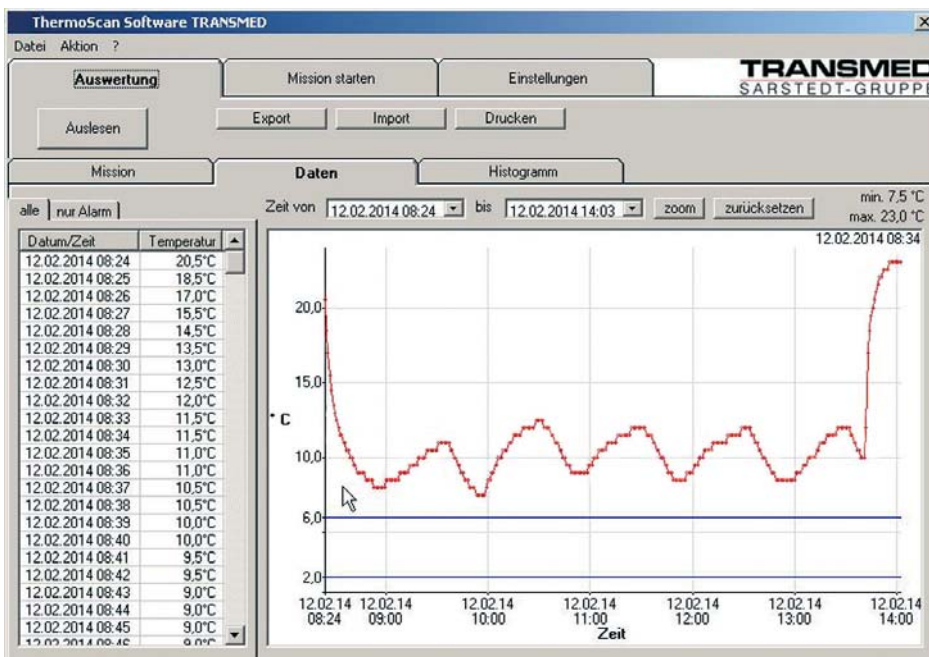 ThermoScan Software TRANSMED
Datei Aktion ?
Auswertung Mission starten Einstellungen
TRANSMED
SARSTEDT-GRUPPE
Auslesen Export Import Drucken
Mission Daten Histogramm
alle nur Alarm
Zeit von 12.02.2014 08:24 bis 12.02.2014 14:03 zoom zurücksetzen
min. 7,5 °C
max. 23,0 °C
Datum/Zeit Temperatur
12.02.2014 08:24 20,5°C
12.02.2014 08:25 18,5°C
12.02.2014 08:26 17,0°C
12.02.2014 08:27 15,5°C
12.02.2014 08:28 14,5°C
12.02.2014 08:29 13,5°C
12.02.2014 08:30 13,0°C
12.02.2014 08:31 12,5°C
12.02.2014 08:32 12,0°C
12.02.2014 08:33 11,5°C
12.02.2014 08:34 11,5°C
12.02.2014 08:35 11,0°C
12.02.2014 08:36 11,0°C
12.02.2014 08:37 10,5°C
12.02.2014 08:38 10,5°C
12.02.2014 08:39 10,0°C
12.02.2014 08:40 10,0°C
12.02.2014 08:41 9,5°C
12.02.2014 08:42 9,5°C
12.02.2014 08:43 9,0°C
12.02.2014 08:44 9,0°C
12.02.2014 08:45 9,0°C
12.02.2014 08:46 9,0°C
12.02.2014 08:34
20,0
15,0
° C
10,0
6,0
2,0
12.02.14 12.02.14 12.02.14 12.02.14 12.02.14 12.02.14 12.02.14
08:24 09:00 10:00 11:00 12:00 13:00 14:00
Zeit